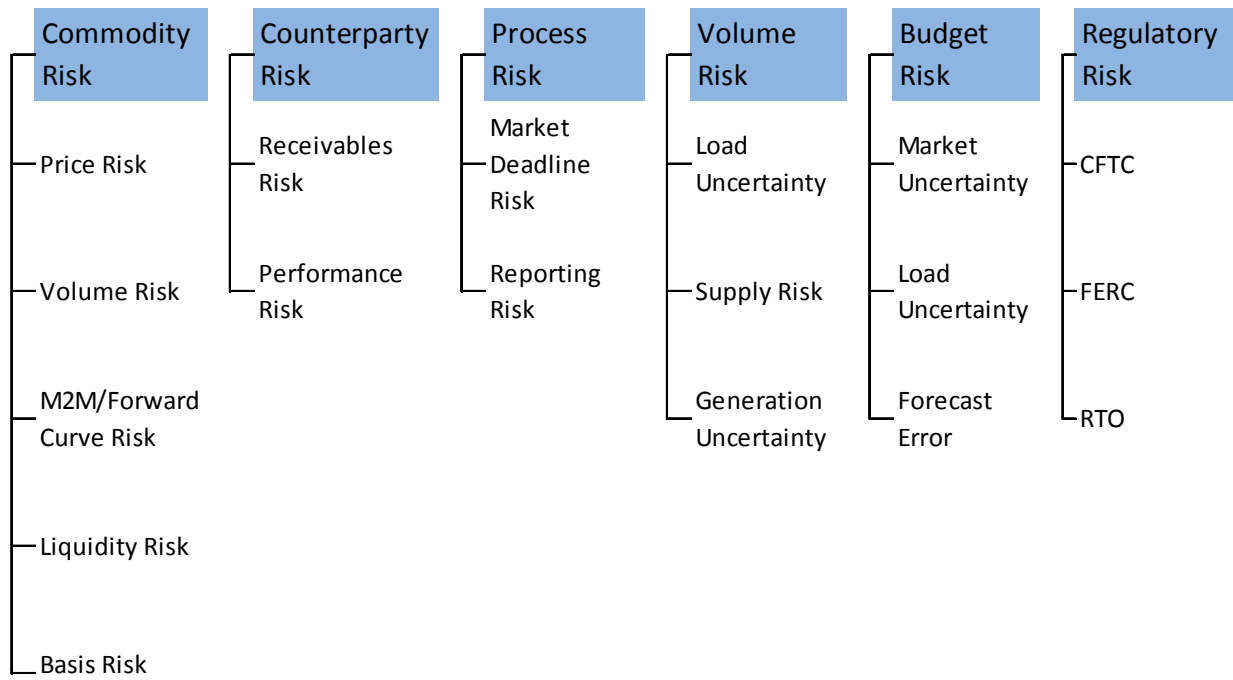 Commodity
Risk
Price Risk
Volume Risk
M2M/Forward
Curve Risk
Liquidity Risk
Basis Risk
Counterparty
Risk
Receivables
Risk
Performance
Risk
Process
Risk
Market
Deadline
Risk
Reporting
Risk
Volume
Risk
Load
Uncertainty
Supply Risk
Generation
Uncertainty
Budget
Risk
Market
Uncertainty
Load
Uncertainty
Forecast
Error
Regulatory
Risk
CFTC
FERC
RTO